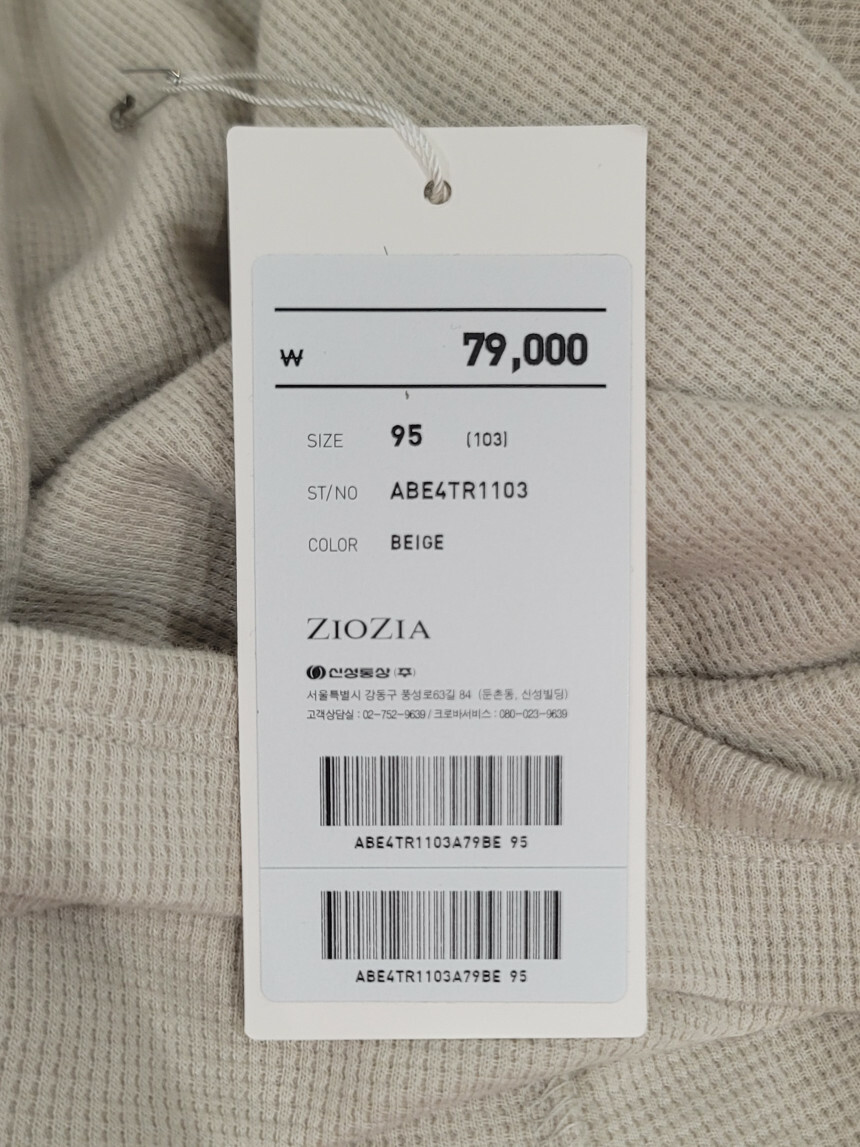 ₩ 79,000
SIZE 95 (103)
ST/NO ABE4TR1103
COLOR BEIGE
ZIOZIA
신성통상(주)
서울특별시 강동구 풍성로63길 84 (둔촌동, 신성빌딩)
고객상담실 : 02-752-9639 / 크로바서비스 : 080-023-9639
ABE4TR1103A79BE 95
ABE4TR1103A79BE 95